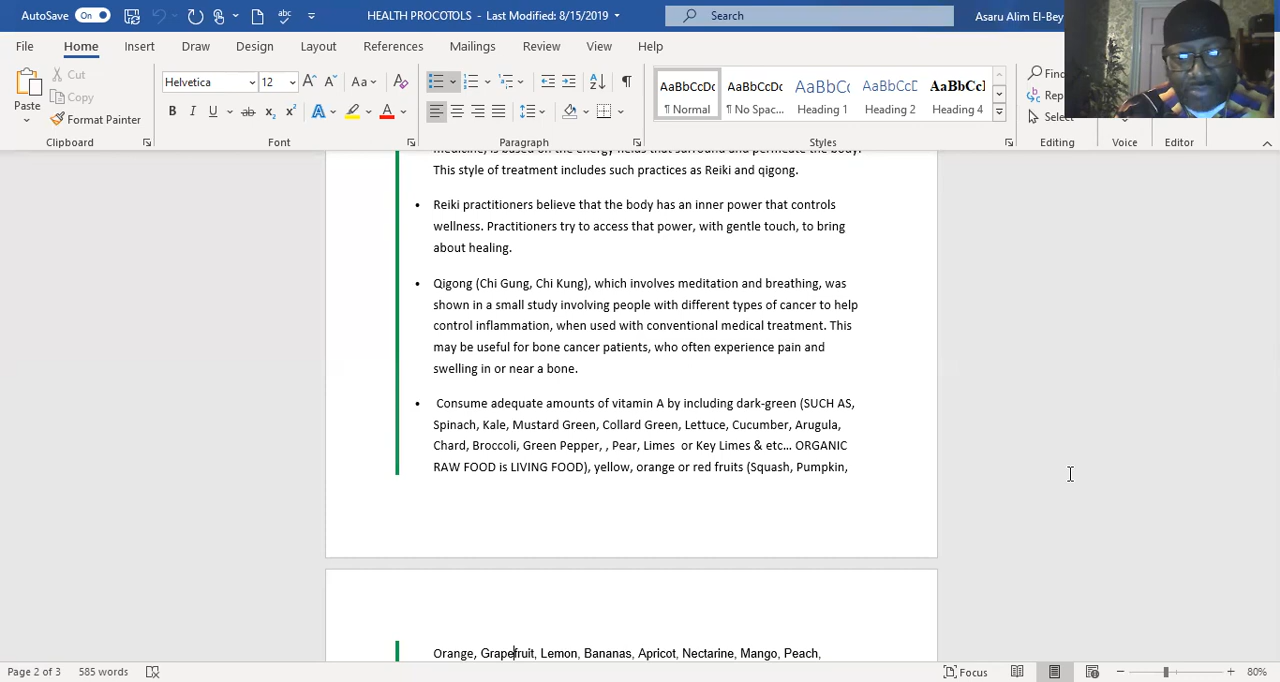 AutoSave On HEALTH PROCOTOLS - Last Modified: 8/15/2019 Search Asaru Alim El-Bey
File Home Insert Draw Design Layout References Mailings Review View Help
Paste Cut Copy Format Painter
Helvetica 12 Aa
AaBbCcDc AaBbCcDc AaBbCc AaBbCcD AaBbCcI
¶ Normal ¶ No Spac... Heading 1 Heading 2 Heading 4
Select
Clipboard Font Paragraph Styles Editing Voice Editor
medicine, is based on the energy fields that surround and permeate the body.
This style of treatment includes such practices as Reiki and qigong.
• Reiki practitioners believe that the body has an inner power that controls
wellness. Practitioners try to access that power, with gentle touch, to bring
about healing.
• Qigong (Chi Gung, Chi Kung), which involves meditation and breathing, was
shown in a small study involving people with different types of cancer to help
control inflammation, when used with conventional medical treatment. This
may be useful for bone cancer patients, who often experience pain and
swelling in or near a bone.
• Consume adequate amounts of vitamin A by including dark-green (SUCH AS,
Spinach, Kale, Mustard Green, Collard Green, Lettuce, Cucumber, Arugula,
Chard, Broccoli, Green Pepper, , Pear, Limes or Key Limes & etc... ORGANIC
RAW FOOD is LIVING FOOD), yellow, orange or red fruits (Squash, Pumpkin,
Orange, Grapefruit, Lemon, Bananas, Apricot, Nectarine, Mango, Peach,
Page 2 of 3 585 words Focus 80%